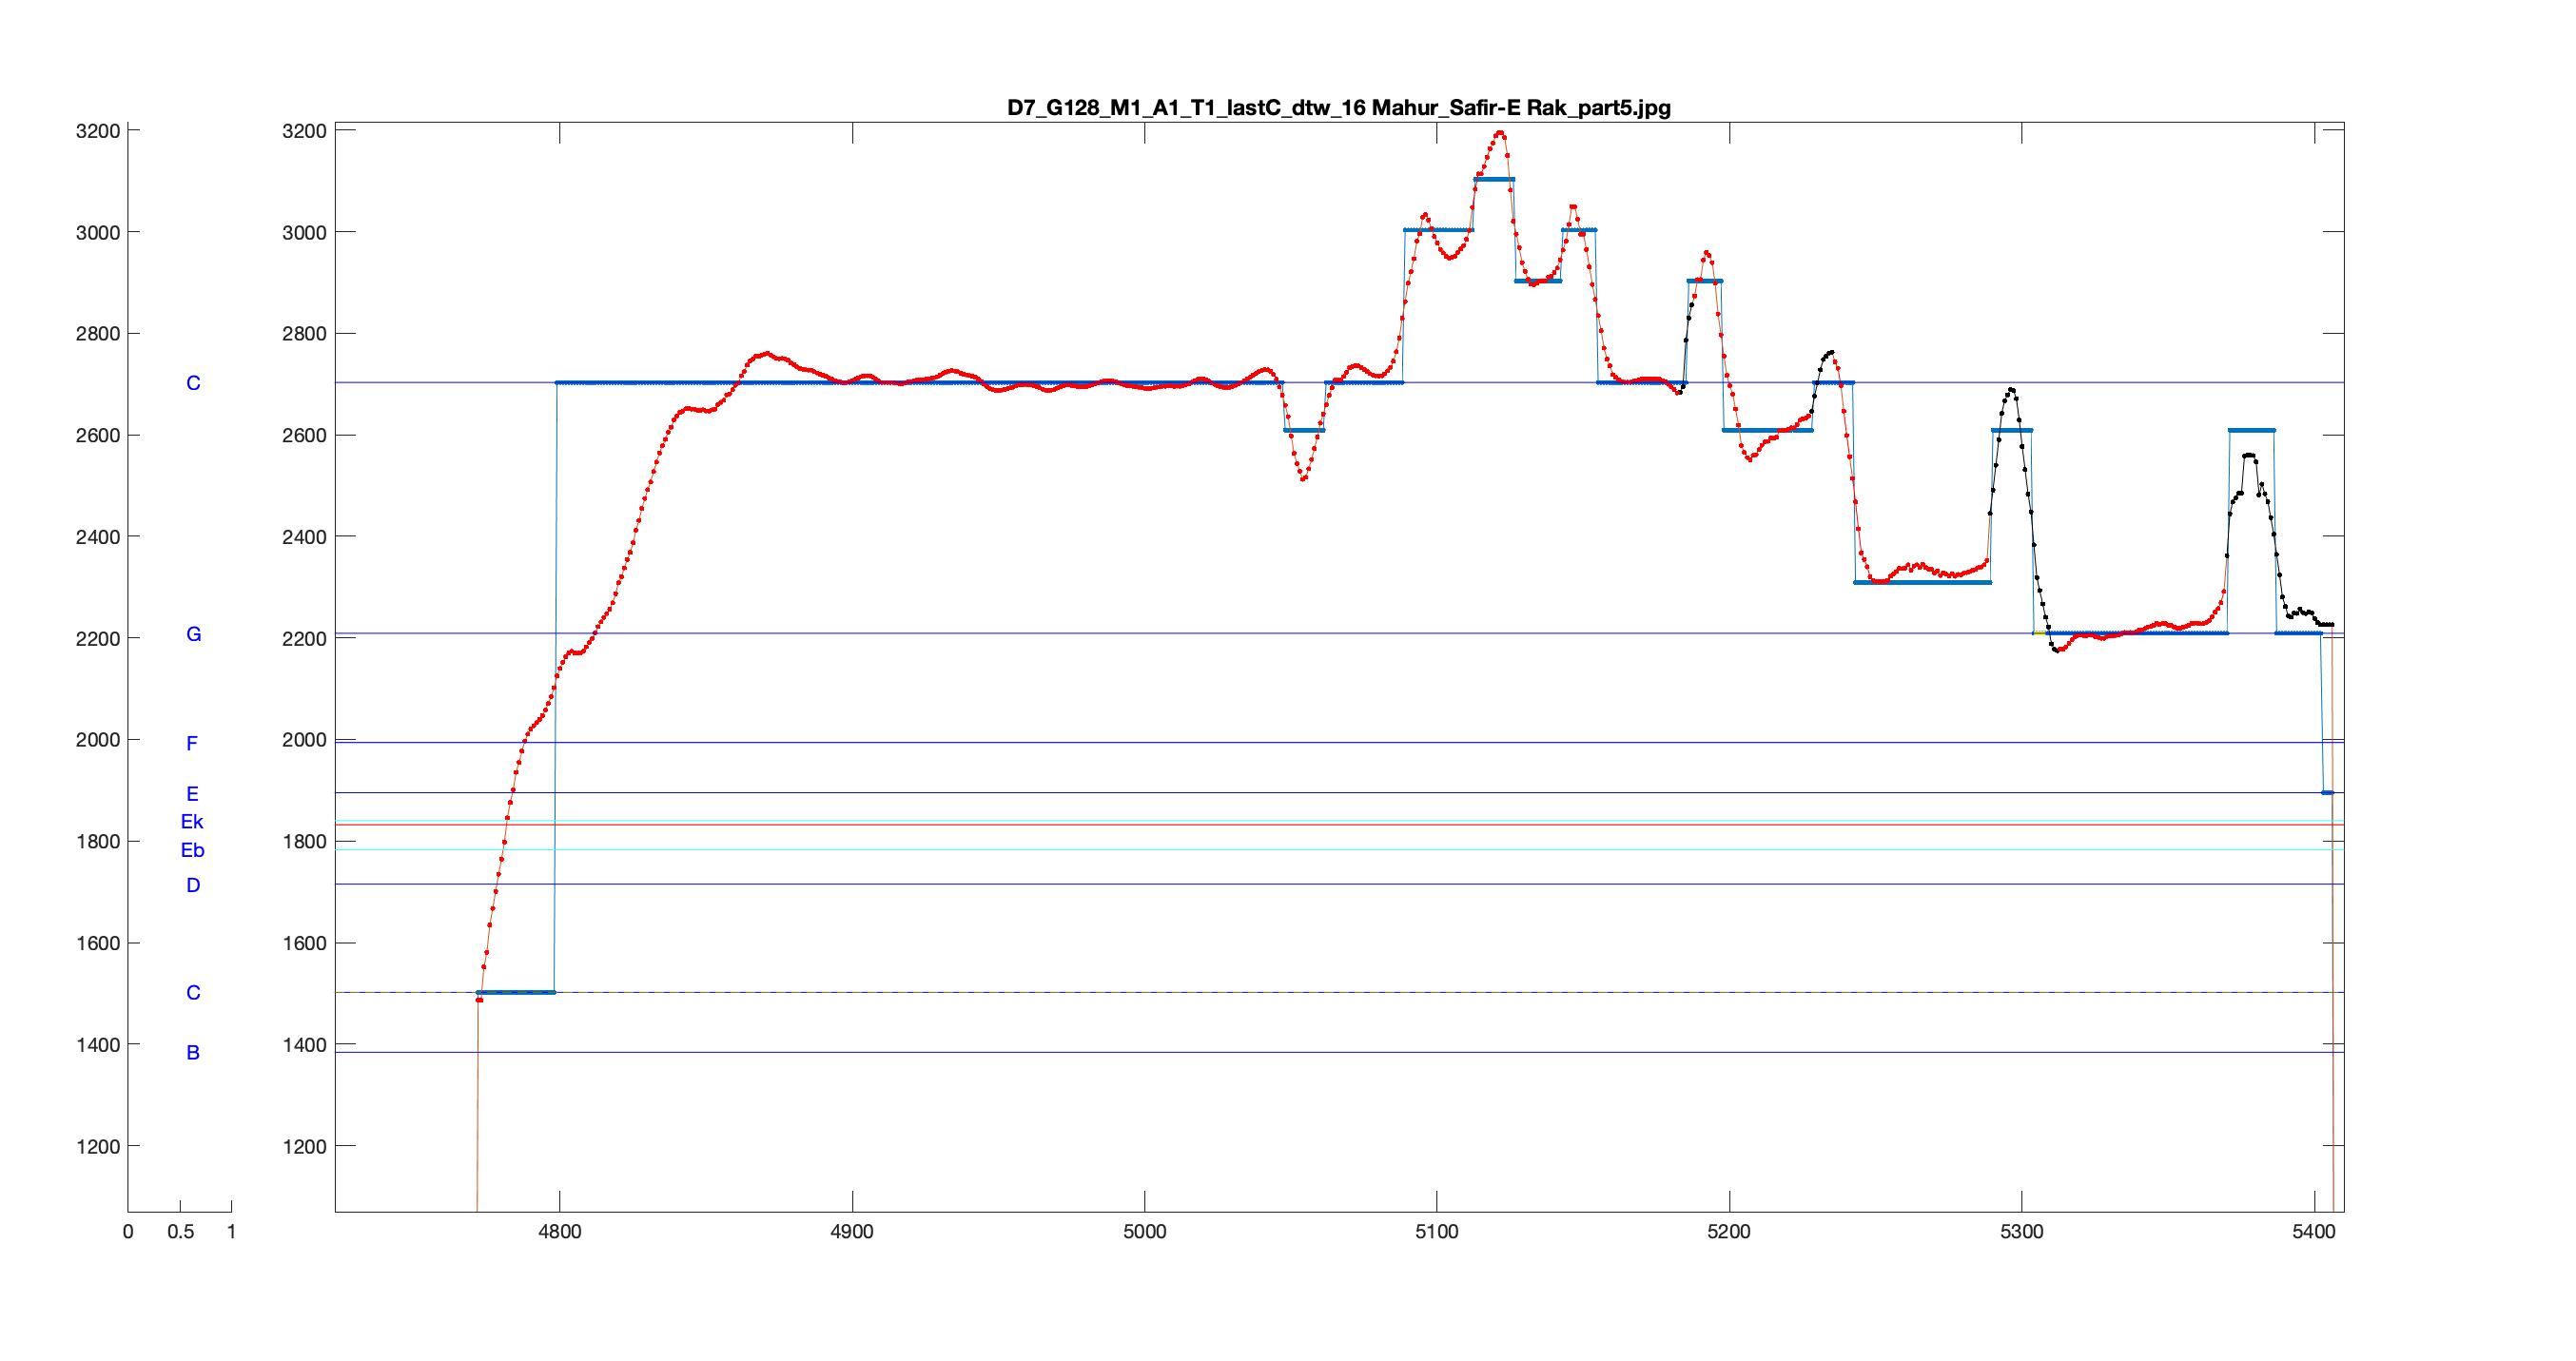 D7_G128_M1_A1_T1_lastC_dtw_16 Mahur_Safir-E Rak_part5.jpg
3200 3200
3000 3000
2800 2800
C
2600 2600
2400 2400
2200 G 2200
2000 F 2000
E
Ek
1800 1800
Eb
D
1600 1600
C
1400 B 1400
1200 1200
0 0.5 1 4800 4900 5000 5100 5200 5300 5400